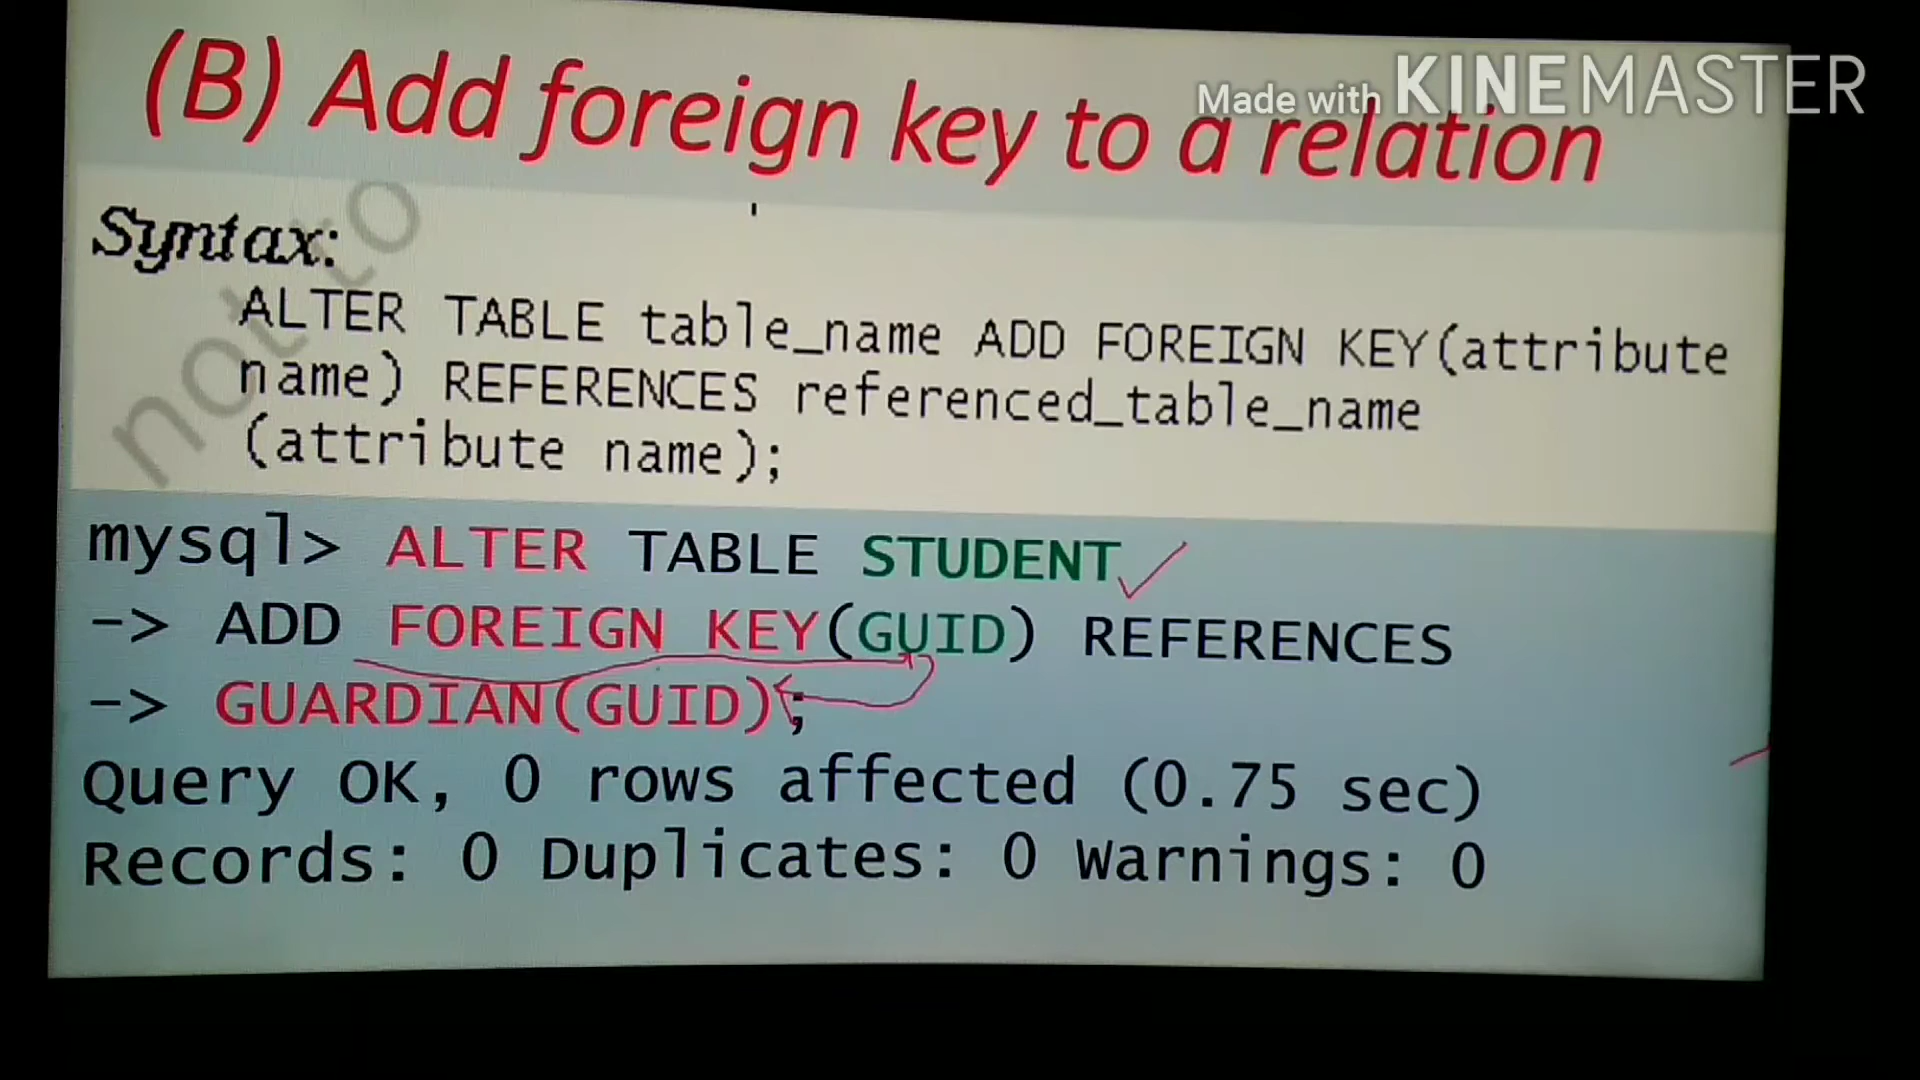 (B) Add foreign key to a relation
Made with KINEMASTER
Syntax:
not to
ALTER TABLE table_name ADD FOREIGN KEY(attribute
name) REFERENCES referenced_table_name
(attribute name);
mysql> ALTER TABLE STUDENT
-> ADD FOREIGN KEY(GUID) REFERENCES
-> GUARDIAN(GUID);
Query OK, 0 rows affected (0.75 sec)
Records: 0 Duplicates: 0 Warnings: 0